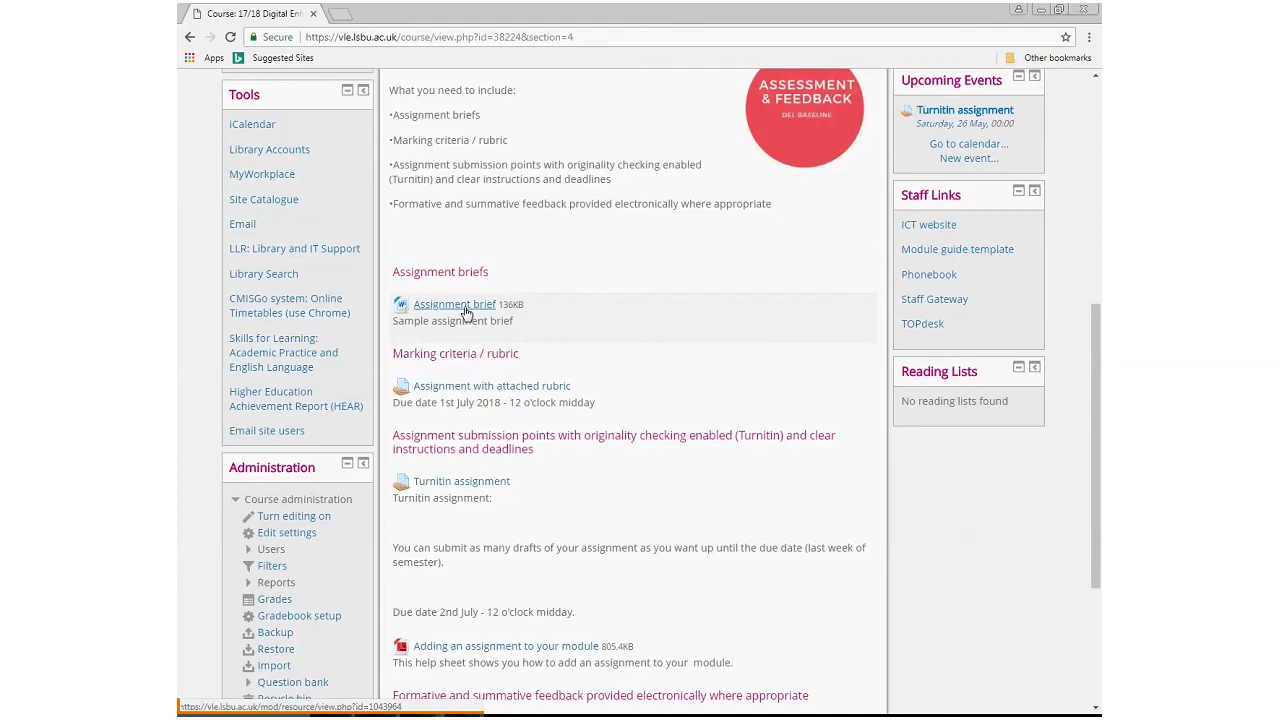 Course: 17/18 Digital Enh
Secure
https://vle.lsbu.ac.uk/course/view.php?id=38224&section=4
Apps
Suggested Sites
Other bookmarks
Tools
iCalendar
Library Accounts
MyWorkplace
Site Catalogue
Email
LLR: Library and IT Support
Library Search
CMISGo system: Online
Timetables (use Chrome)
Skills for Learning:
Academic Practice and
English Language
Higher Education
Achievement Report (HEAR)
Email site users
Administration
Course administration
Turn editing on
Edit settings
Users
Filters
Reports
Grades
Gradebook setup
Backup
Restore
Import
Question bank
Recycle bin
https://vle.lsbu.ac.uk/mod/resource/view.php?id=1043964
What you need to include:
•Assignment briefs
•Marking criteria / rubric
•Assignment submission points with originality checking enabled
(Turnitin) and clear instructions and deadlines
•Formative and summative feedback provided electronically where appropriate
ASSESSMENT
& FEEDBACK
DEL BASELINE
Assignment briefs
Assignment brief 136KB
Sample assignment brief
Marking criteria / rubric
Assignment with attached rubric
Due date 1st July 2018 - 12 o'clock midday
Assignment submission points with originality checking enabled (Turnitin) and clear
instructions and deadlines
Turnitin assignment
Turnitin assignment:
You can submit as many drafts of your assignment as you want up until the due date (last week of
semester).
Due date 2nd July - 12 o'clock midday.
Adding an assignment to your module 805.4KB
This help sheet shows you how to add an assignment to your module.
Formative and summative feedback provided electronically where appropriate
Upcoming Events
Turnitin assignment
Saturday, 26 May, 00:00
Go to calendar...
New event...
Staff Links
ICT website
Module guide template
Phonebook
Staff Gateway
TOPdesk
Reading Lists
No reading lists found